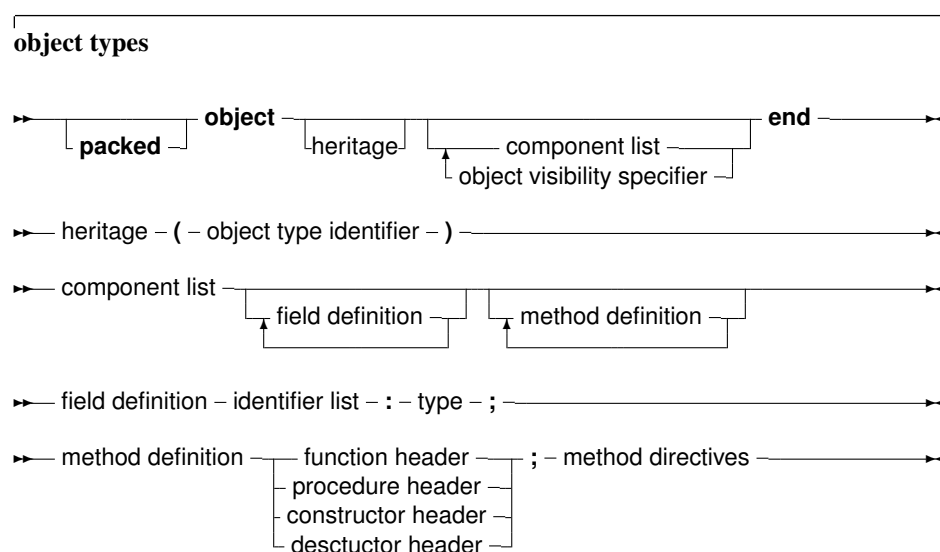 object types
packed object heritage component list end
object visibility specifier
heritage ( object type identifier )
component list field definition method definition
field definition identifier list : type ;
method definition function header ; method directives
procedure header
constructor header
desctuctor header